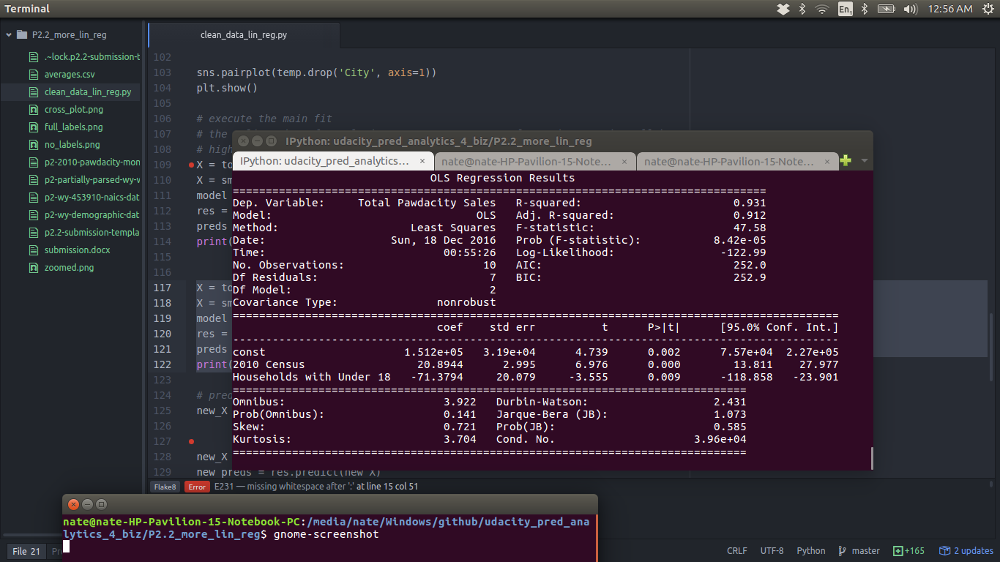 Terminal
En1
12:56 AM
P2.2_more_lin_reg
.~lock.p2.2-submission-t
averages.csv
clean_data_lin_reg.py
cross_plot.png
full_labels.png
no_labels.png
p2-2010-pawdacity-mon
p2-partially-parsed-wy-v
p2-wy-453910-naics-dat
p2-wy-demographic-dat
p2.2-submission-templa
submission.docx
zoomed.png
clean_data_lin_reg.py
102
103 sns.pairplot(temp.drop('City', axis=1))
104 plt.show()
105
106 # execute the main fit
107 # the
108 # high
109 X = to
110 X = sm
111 model
112 res =
113 preds
114 print(
115
116
117 X = to
118 X = sm
119 model
120 res =
121 preds
122 print(
123
124 # pred
125 new_X
126
127
128 new_X
129 new_preds = res.predict(new_X)
IPython: udacity_pred_analytics_4_biz/P2.2_more_lin_reg
IPython: udacity_pred_analytics... × nate@nate-HP-Pavilion-15-Note... × nate@nate-HP-Pavilion-15-Note... ×
OLS Regression Results
==============================================================================
Dep. Variable: Total Pawdacity Sales R-squared: 0.931
Model: OLS Adj. R-squared: 0.912
Method: Least Squares F-statistic: 47.58
Date: Sun, 18 Dec 2016 Prob (F-statistic): 8.42e-05
Time: 00:55:26 Log-Likelihood: -122.99
No. Observations: 10 AIC: 252.0
Df Residuals: 7 BIC: 252.9
Df Model: 2
Covariance Type: nonrobust
==============================================================================
coef std err t P>|t| [95.0% Conf. Int.]
------------------------------------------------------------------------------
const 1.512e+05 3.19e+04 4.739 0.002 7.57e+04 2.27e+05
2010 Census 20.8944 2.995 6.976 0.000 13.811 27.977
Households with Under 18 -71.3794 20.079 -3.555 0.009 -118.858 -23.901
==============================================================================
Omnibus: 3.922 Durbin-Watson: 2.431
Prob(Omnibus): 0.141 Jarque-Bera (JB): 1.073
Skew: 0.721 Prob(JB): 0.585
Kurtosis: 3.704 Cond. No. 3.96e+04
==============================================================================
Flake8 Error E231 — missing whitespace after ':' at line 15 col 51
nate@nate-HP-Pavilion-15-Notebook-PC:/media/nate/Windows/github/udacity_pred_ana
lytics_4_biz/P2.2_more_lin_reg$ gnome-screenshot
File 21 Pr
CRLF UTF-8 Python master +165 2 updates